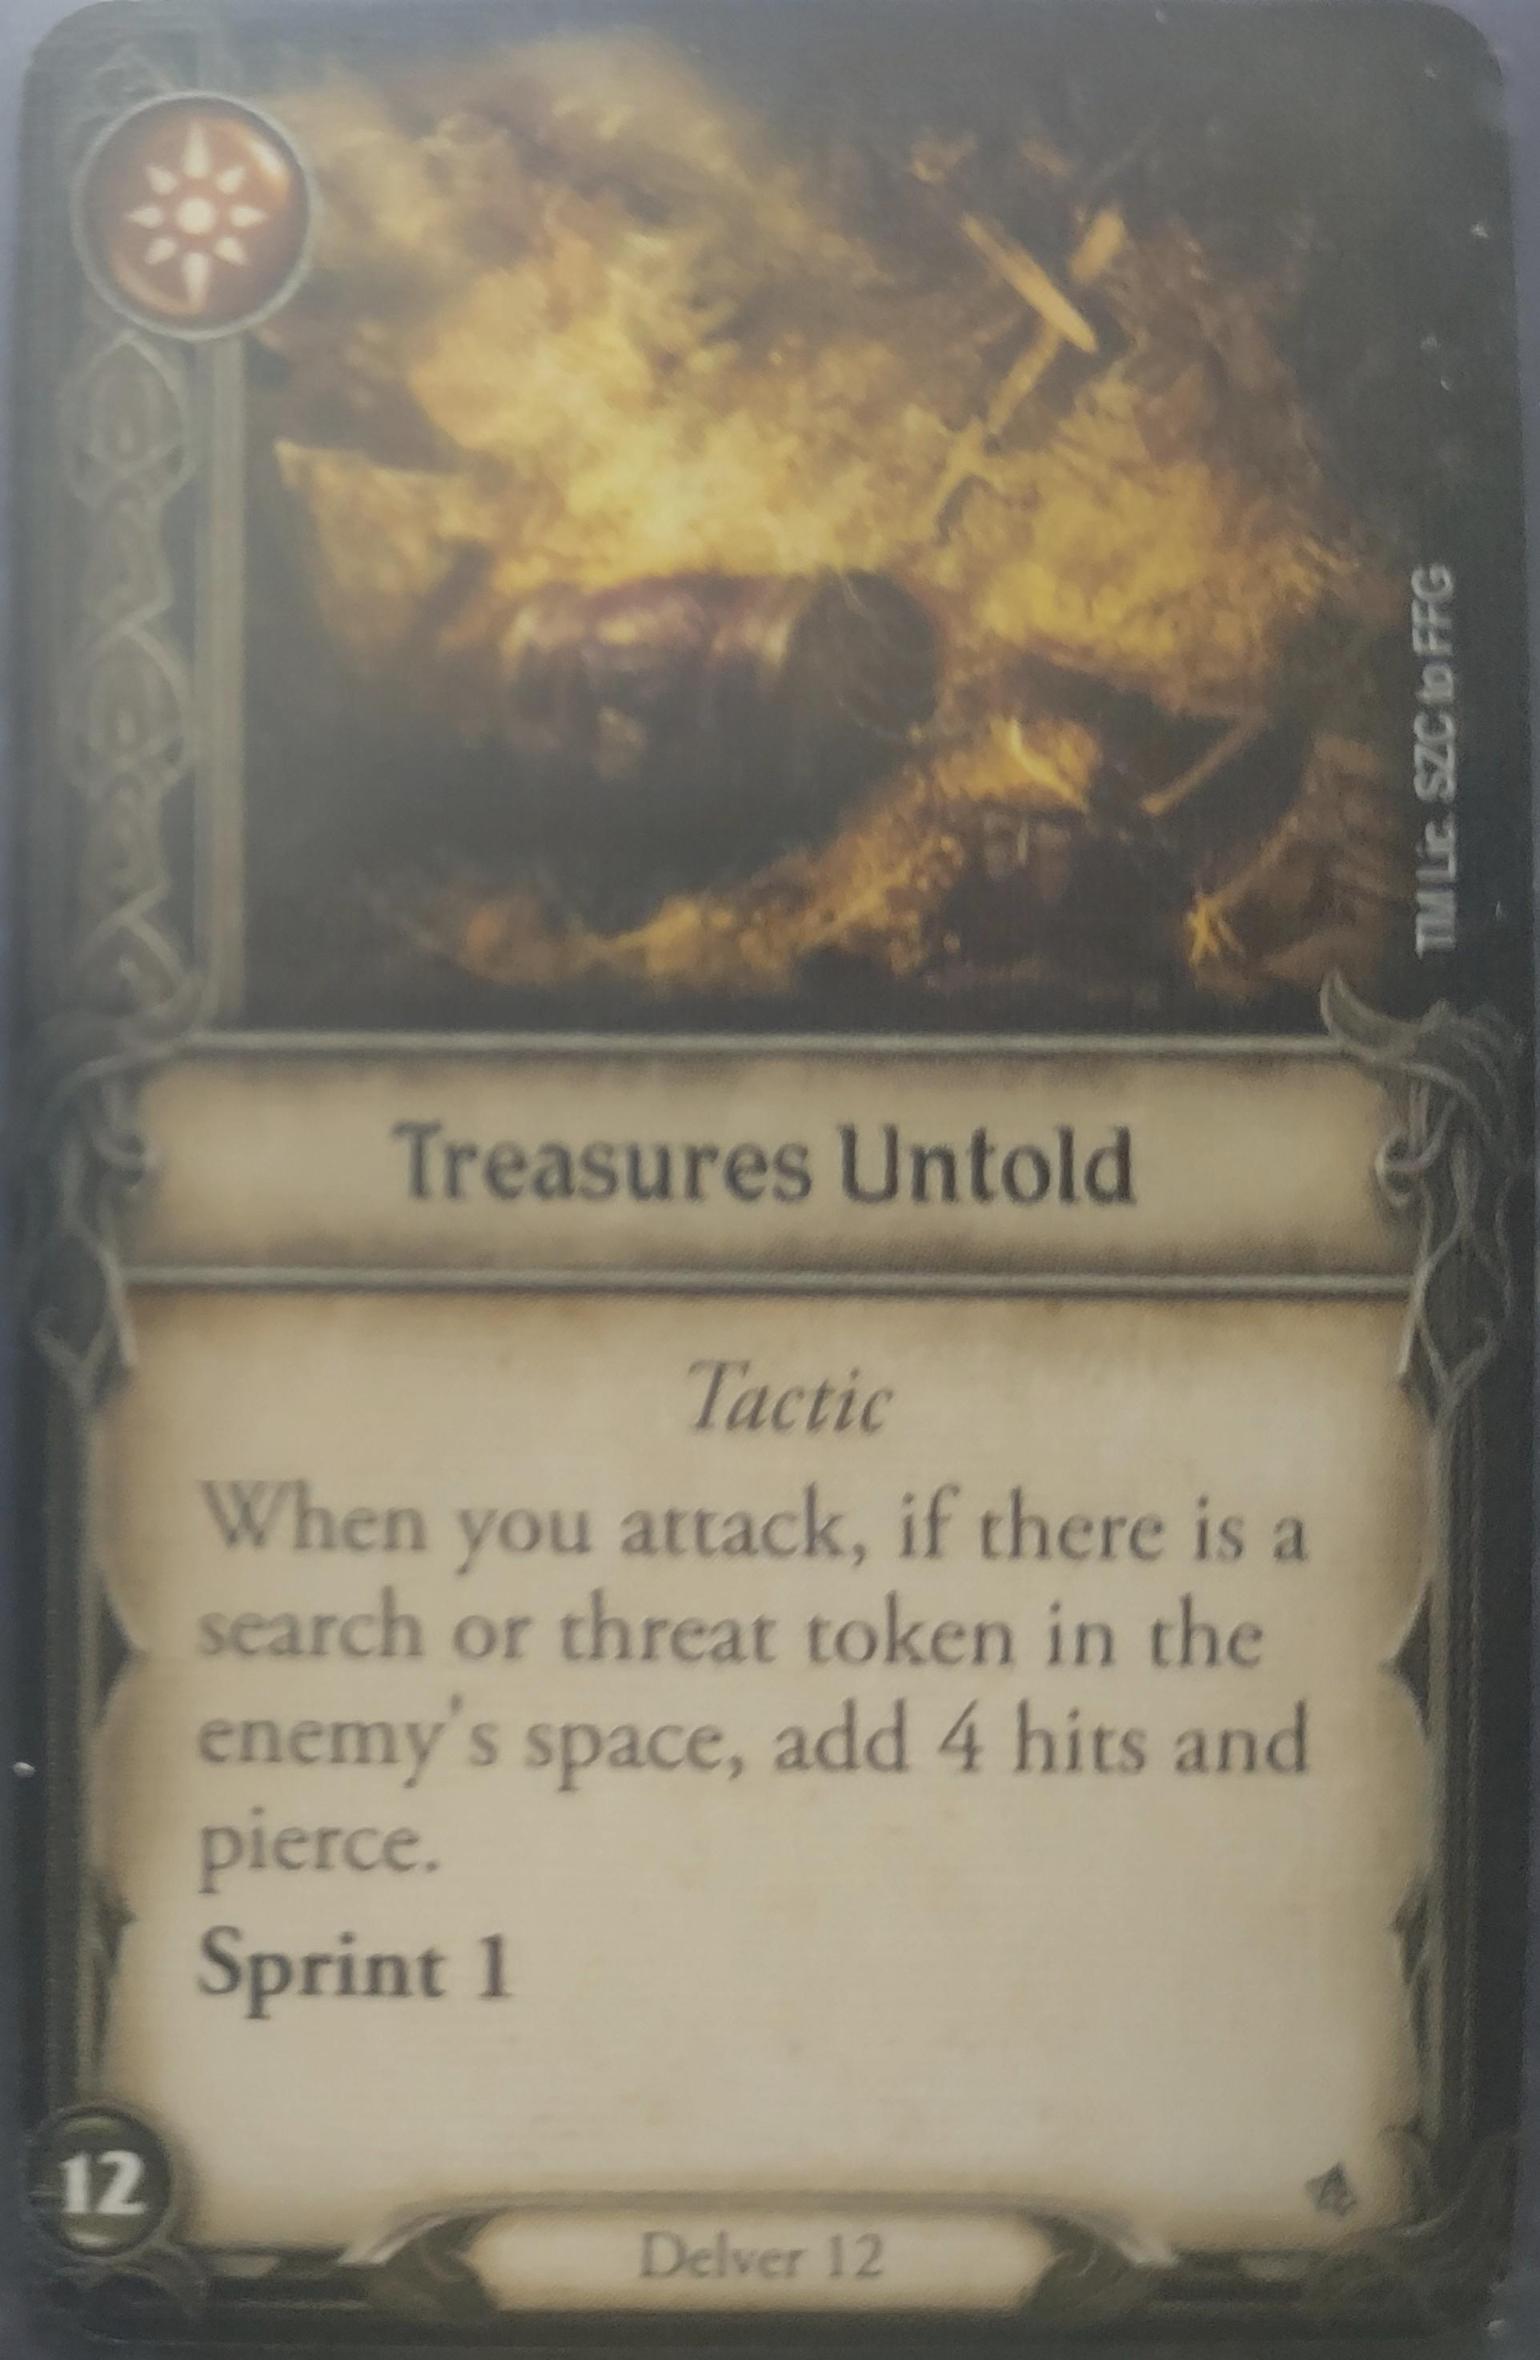 TM Lic. SZC to FFG
Treasures Untold
Tactic
When you attack, if there is a
search or threat token in the
enemy's space, add 4 hits and
pierce.
Sprint 1
12
Delver 12